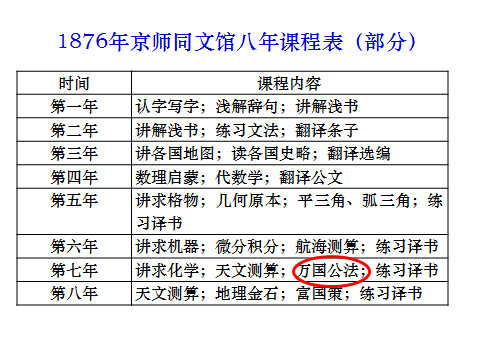 1876年京师同文馆八年课程表（部分）
时间 课程内容
第一年 认字写字；浅解辞句；讲解浅书
第二年 讲解浅书；练习文法；翻译条子
第三年 讲各国地图；读各国史略；翻译选编
第四年 数理启蒙；代数学；翻译公文
第五年 讲求格物；几何原本；平三角、弧三角；练
习译书
第六年 讲求机器；微分积分；航海测算；练习译书
第七年 讲求化学；天文测算；万国公法；练习译书
第八年 天文测算；地理金石；富国策；练习译书